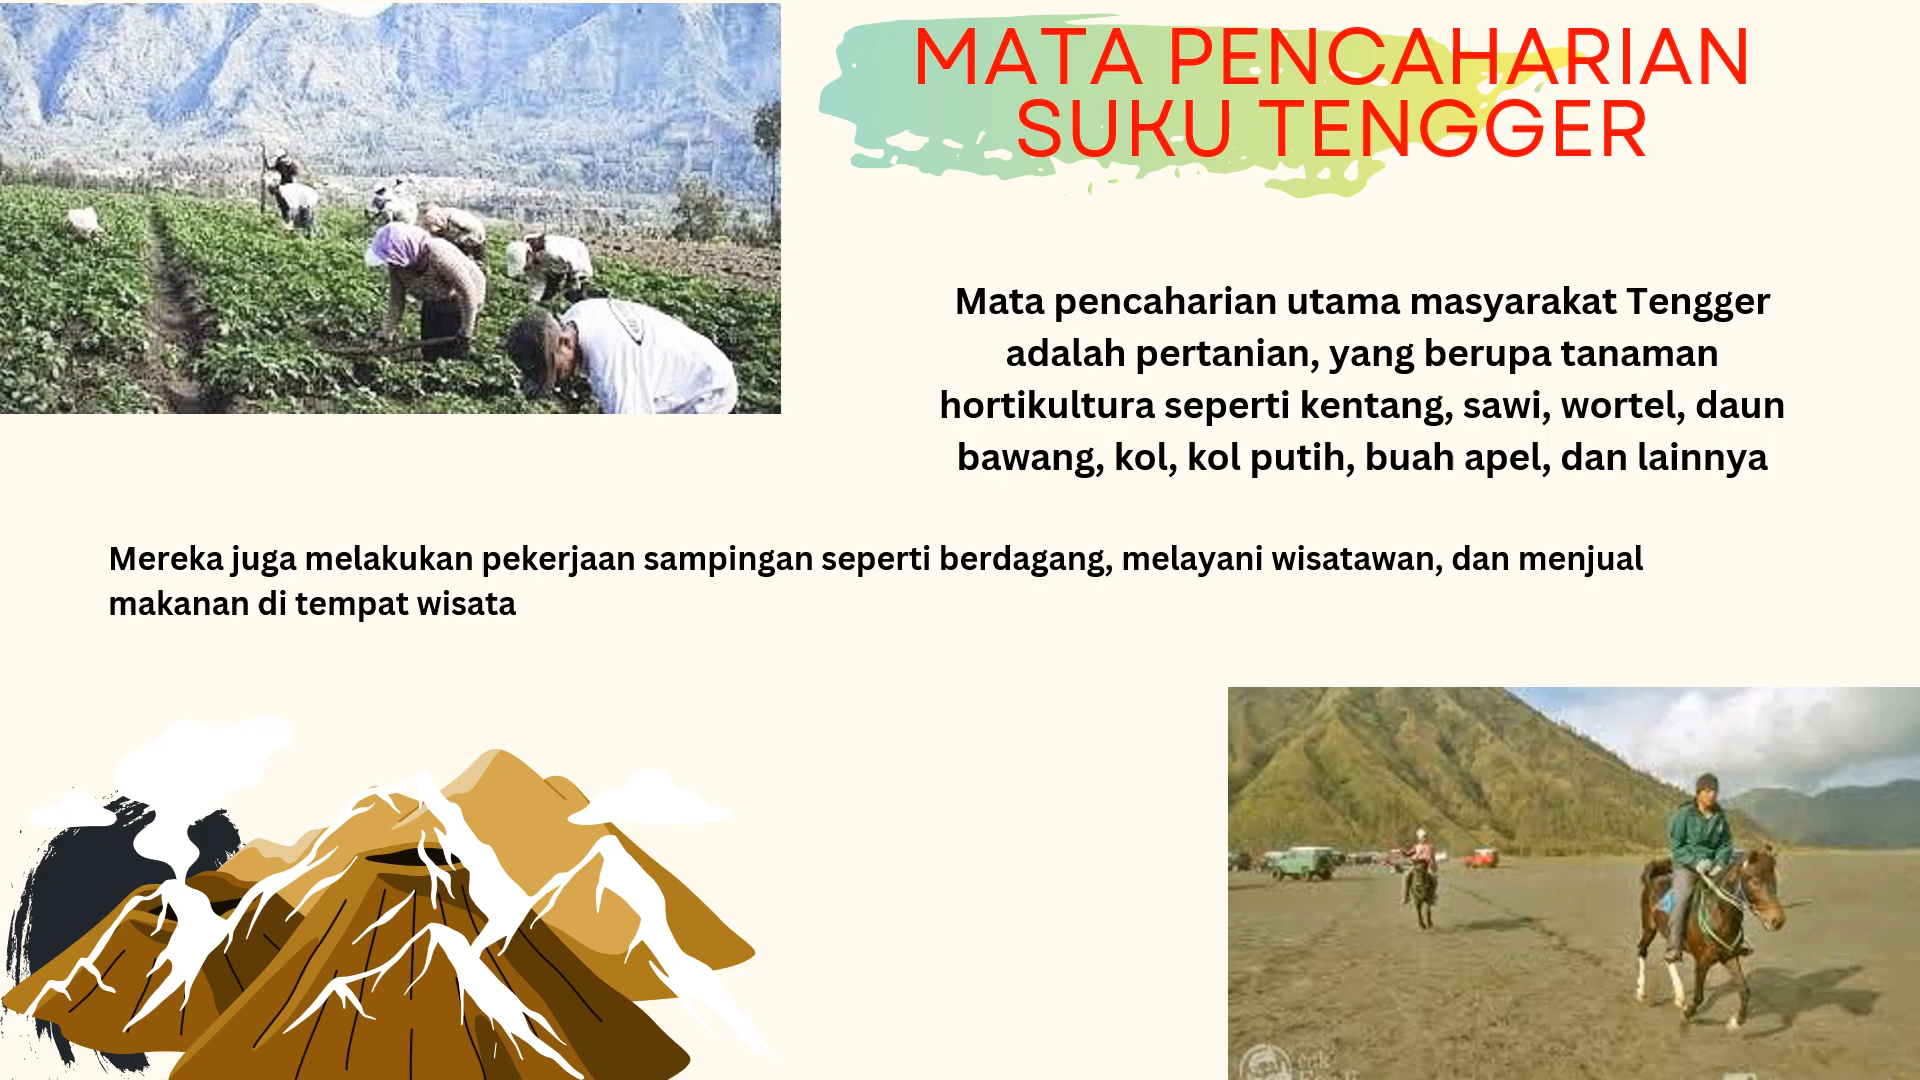 MATA PENCAHARIAN
SUKU TENGGER
Mata pencaharian utama masyarakat Tengger
adalah pertanian, yang berupa tanaman
hortikultura seperti kentang, sawi, wortel, daun
bawang, kol, kol putih, buah apel, dan lainnya
Mereka juga melakukan pekerjaan sampingan seperti berdagang, melayani wisatawan, dan menjual
makanan di tempat wisata